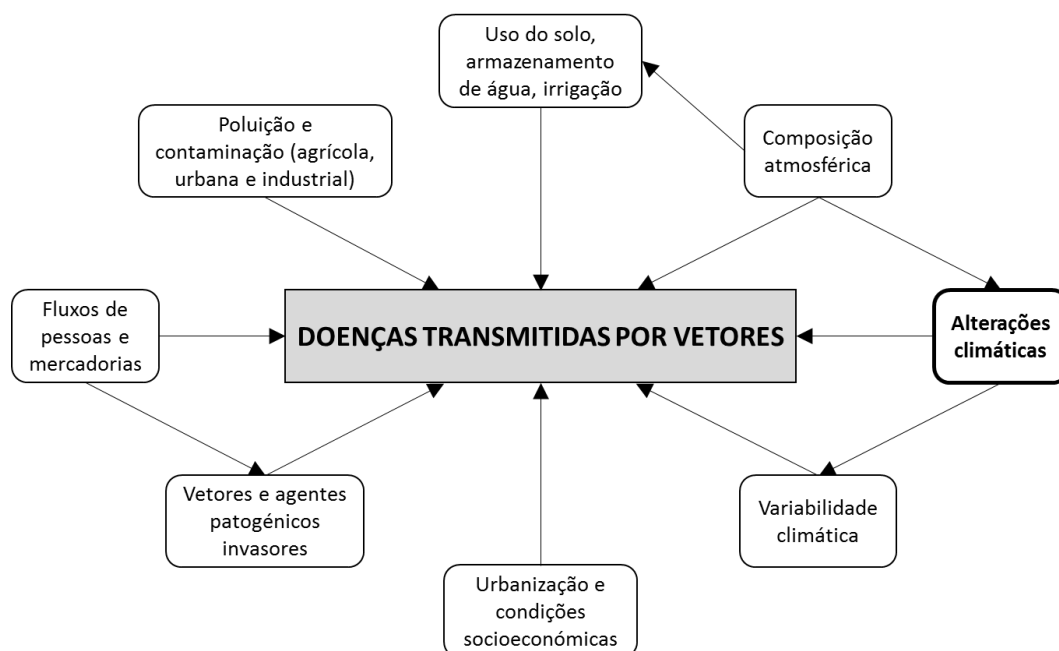 Uso do solo,
armazenamento
de água, irrigação
Poluição e
contaminação (agrícola,
urbana e industrial)
Composição
atmosférica
Fluxos de
pessoas e
mercadorias
DOENÇAS TRANSMITIDAS POR VETORES
Alterações
climáticas
Vetores e agentes
patogénicos
invasores
Variabilidade
climática
Urbanização e
condições
socioeconómicas